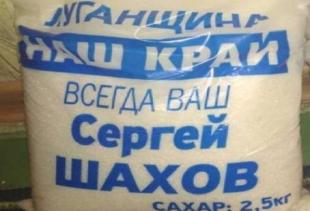 ЛУГАНЩИНА
НАШ КРАЙ
ВСЕГДА ВАШ
Сергей
ШАХОВ
САХАР: 2,5кг